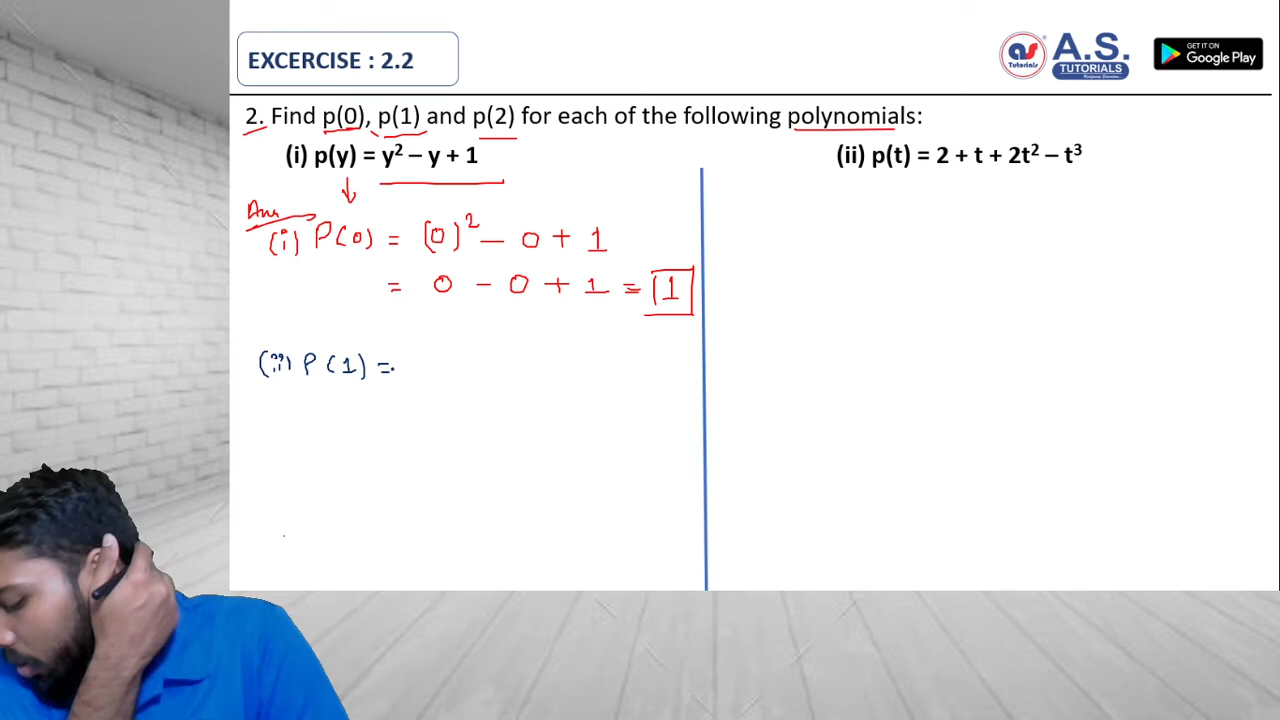 EXCERCISE : 2.2
as Tutorials
A.S. TUTORIALS
GET IT ON Google Play
2. Find p(0), p(1) and p(2) for each of the following polynomials:
(i) p(y) = y² – y + 1
(ii) p(t) = 2 + t + 2t² – t³
Ans
(i) P(0) = (0)² – 0 + 1
= 0 – 0 + 1 = 1
(ii) P(1) =